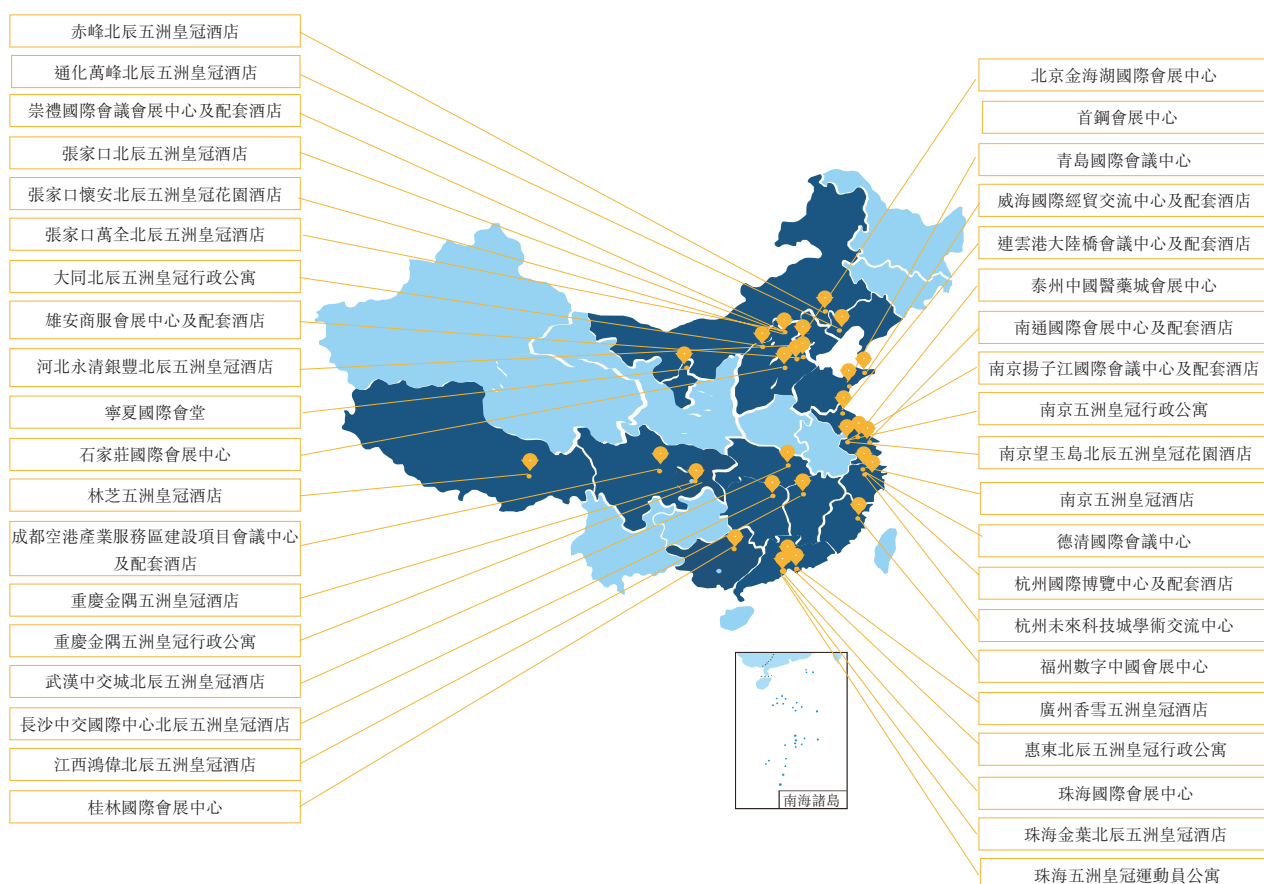 赤峰北辰五洲皇冠酒店
通化萬峰北辰五洲皇冠酒店
崇禮國際會議會展中心及配套酒店
張家口北辰五洲皇冠酒店
張家口懷安北辰五洲皇冠花園酒店
張家口萬全北辰五洲皇冠酒店
大同北辰五洲皇冠行政公寓
雄安商服會展中心及配套酒店
河北永清銀豐北辰五洲皇冠酒店
寧夏國際會堂
石家莊國際會展中心
林芝五洲皇冠酒店
成都空港產業服務區建設項目會議中心
及配套酒店
重慶金隅五洲皇冠酒店
重慶金隅五洲皇冠行政公寓
武漢中交城北辰五洲皇冠酒店
長沙中交國際中心北辰五洲皇冠酒店
江西鴻偉北辰五洲皇冠酒店
桂林國際會展中心
北京金海湖國際會展中心
首鋼會展中心
青島國際會議中心
威海國際經貿交流中心及配套酒店
連雲港大陸橋會議中心及配套酒店
泰州中國醫藥城會展中心
南通國際會展中心及配套酒店
南京揚子江國際會議中心及配套酒店
南京五洲皇冠行政公寓
南京望玉島北辰五洲皇冠花園酒店
南京五洲皇冠酒店
德清國際會議中心
杭州國際博覽中心及配套酒店
杭州未來科技城學術交流中心
福州數字中國會展中心
廣州香雪五洲皇冠酒店
惠東北辰五洲皇冠行政公寓
珠海國際會展中心
珠海金葉北辰五洲皇冠酒店
珠海五洲皇冠運動員公寓
南海諸島